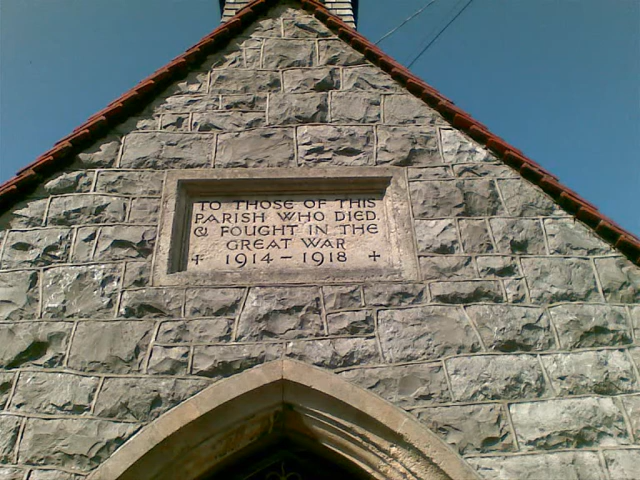 TO THOSE OF THIS
PARISH WHO DIED.
& FOUGHT IN THE
GREAT WAR
+ 1914 - 1918 +